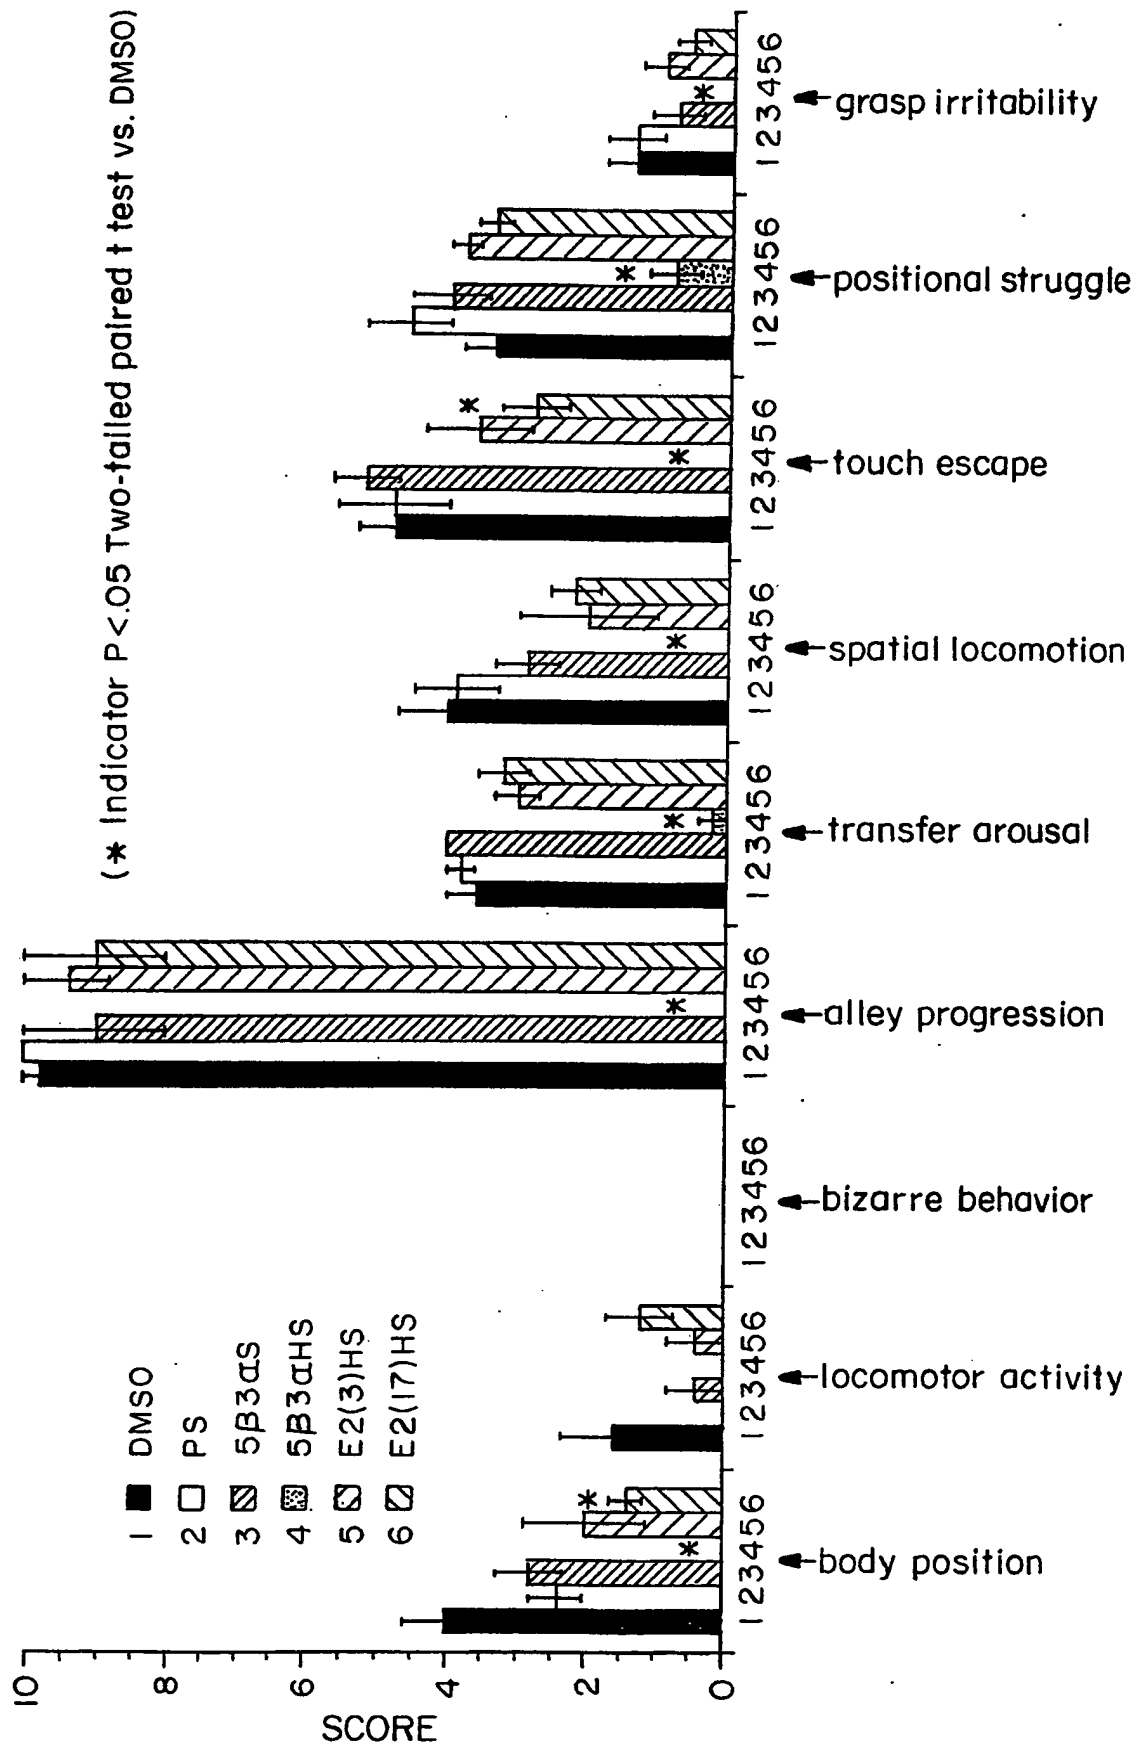 (* Indicator P<.05 Two-tailed paired t test vs. DMSO)
1 DMSO
2 PS
3 5β3αS
4 5β3αHS
5 E2(3)HS
6 E2(17)HS
SCORE
10
8
6
4
2
0
123456
body position
123456
locomotor activity
123456
bizarre behavior
123456
alley progression
123456
transfer arousal
123456
spatial locomotion
123456
touch escape
123456
positional struggle
123456
grasp irritability